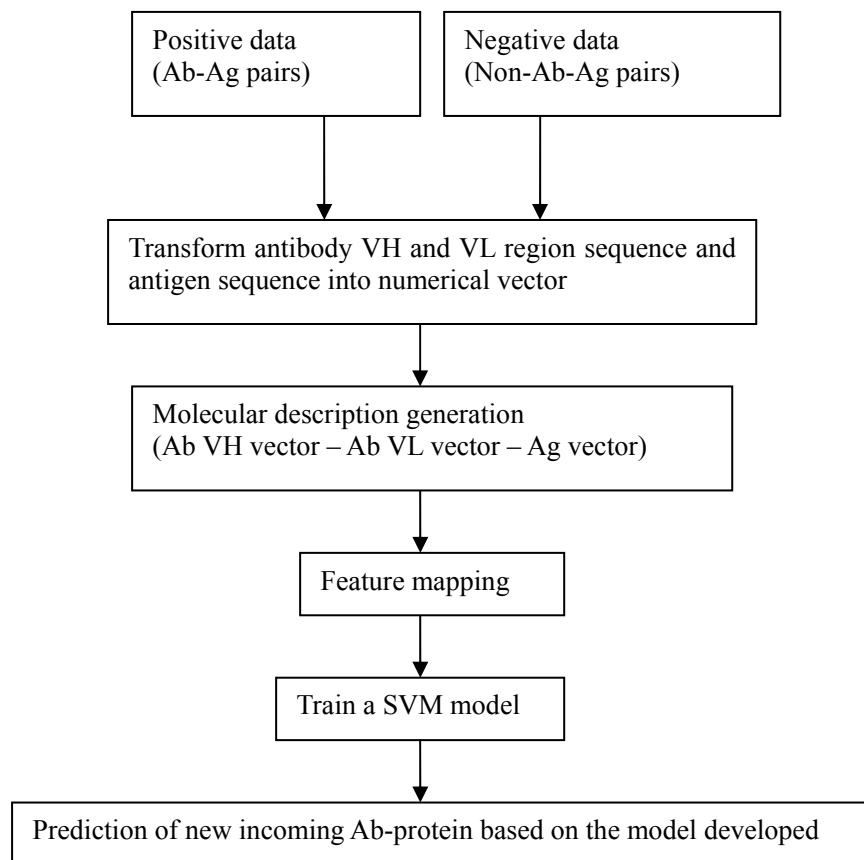 Positive data
(Ab-Ag pairs)
Negative data
(Non-Ab-Ag pairs)
Transform antibody VH and VL region sequence and
antigen sequence into numerical vector
Molecular description generation
(Ab VH vector – Ab VL vector – Ag vector)
Feature mapping
Train a SVM model
Prediction of new incoming Ab-protein based on the model developed